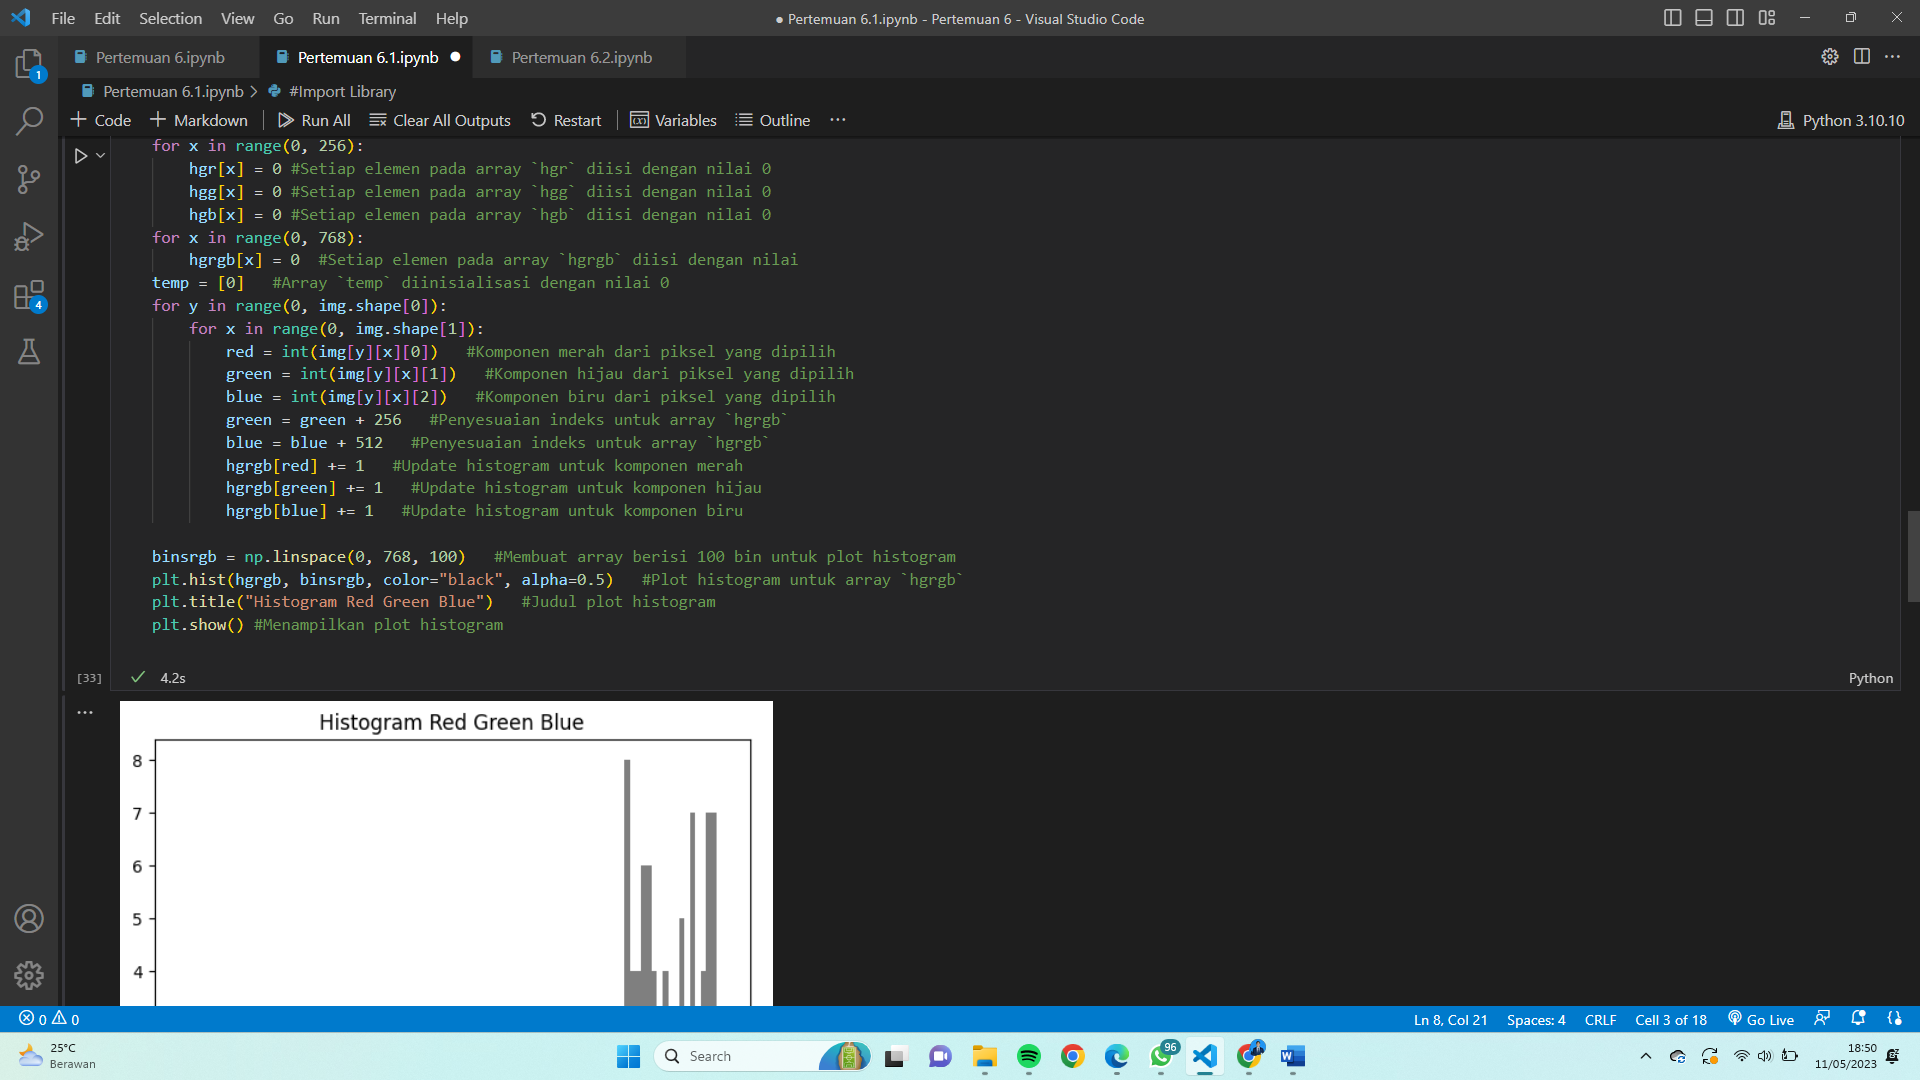 File Edit Selection View Go Run Terminal Help
● Pertemuan 6.1.ipynb - Pertemuan 6 - Visual Studio Code
Pertemuan 6.ipynb
Pertemuan 6.1.ipynb
Pertemuan 6.2.ipynb
Pertemuan 6.1.ipynb > #Import Library
+ Code + Markdown Run All Clear All Outputs Restart Variables Outline ...
Python 3.10.10
for x in range(0, 256):
hgr[x] = 0 #Setiap elemen pada array `hgr` diisi dengan nilai 0
hgg[x] = 0 #Setiap elemen pada array `hgg` diisi dengan nilai 0
hgb[x] = 0 #Setiap elemen pada array `hgb` diisi dengan nilai 0
for x in range(0, 768):
hgrgb[x] = 0  #Setiap elemen pada array `hgrgb` diisi dengan nilai
temp = [0]   #Array `temp` diinisialisasi dengan nilai 0
for y in range(0, img.shape[0]):
for x in range(0, img.shape[1]):
red = int(img[y][x][0])   #Komponen merah dari piksel yang dipilih
green = int(img[y][x][1])   #Komponen hijau dari piksel yang dipilih
blue = int(img[y][x][2])   #Komponen biru dari piksel yang dipilih
green = green + 256   #Penyesuaian indeks untuk array `hgrgb`
blue = blue + 512   #Penyesuaian indeks untuk array `hgrgb`
hgrgb[red] += 1   #Update histogram untuk komponen merah
hgrgb[green] += 1   #Update histogram untuk komponen hijau
hgrgb[blue] += 1   #Update histogram untuk komponen biru
binsrgb = np.linspace(0, 768, 100)   #Membuat array berisi 100 bin untuk plot histogram
plt.hist(hgrgb, binsrgb, color="black", alpha=0.5)   #Plot histogram untuk array `hgrgb`
plt.title("Histogram Red Green Blue")   #Judul plot histogram
plt.show() #Menampilkan plot histogram
[33]
4.2s
Python
Histogram Red Green Blue
8
7
6
5
4
1
4
0 0
Ln 8, Col 21 Spaces: 4 CRLF Cell 3 of 18 Go Live
25°C
Berawan
Search
96
18:50
11/05/2023